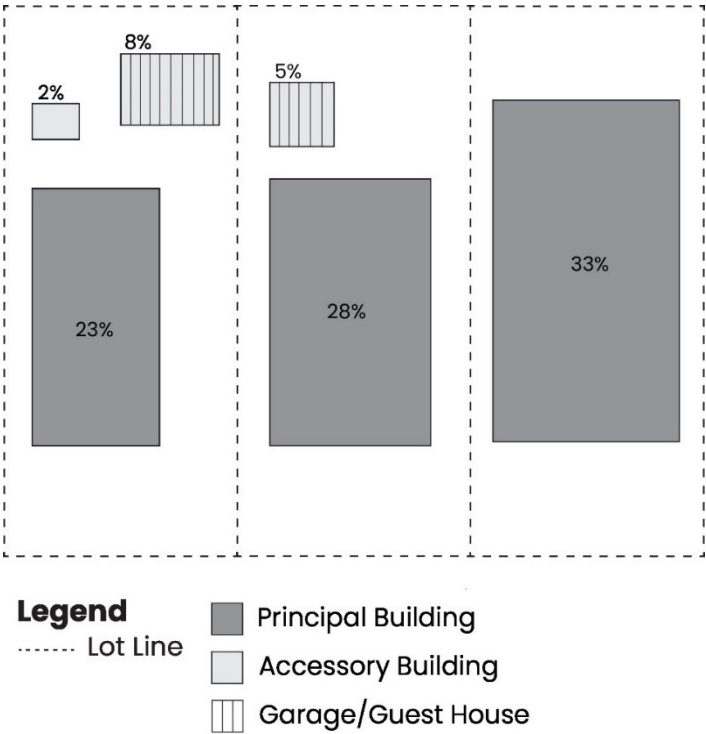 8%
2%
5%
33%
28%
23%
Legend
Lot Line
Principal Building
Accessory Building
Garage/Guest House